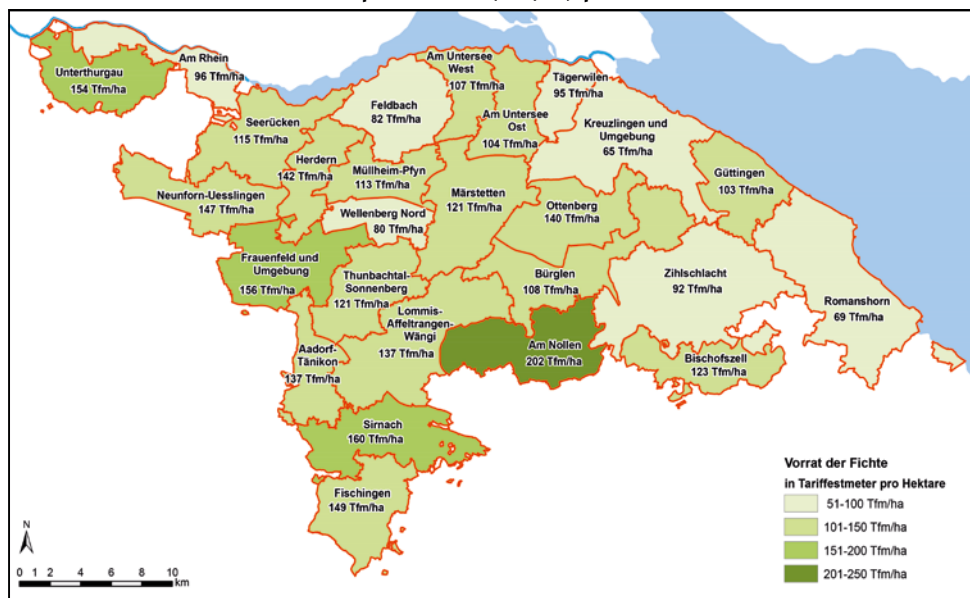 Am Rhein
96 Tfm/ha
Unterthurgau
154 Tfm/ha
Am Untersee
West
107 Tfm/ha
Tägerwilen
95 Tfm/ha
Feldbach
82 Tfm/ha
Seerücken
115 Tfm/ha
Am Untersee
Ost
104 Tfm/ha
Kreuzlingen und
Umgebung
65 Tfm/ha
Herdern
142 Tfm/ha
Müllheim-Pfyn
113 Tfm/ha
Güttingen
103 Tfm/ha
Neunforn-Uesslingen
147 Tfm/ha
Märstetten
121 Tfm/ha
Ottenberg
140 Tfm/ha
Wellenberg Nord
80 Tfm/ha
Frauenfeld und
Umgebung
156 Tfm/ha
Thunbachtal-
Sonnenberg
121 Tfm/ha
Bürglen
108 Tfm/ha
Zihlschlacht
92 Tfm/ha
Romanshorn
69 Tfm/ha
Lommis-
Affeltrangen-
Wängi
137 Tfm/ha
Am Nollen
202 Tfm/ha
Aadorf-
Tänikon
137 Tfm/ha
Bischofszell
123 Tfm/ha
Sirnach
160 Tfm/ha
Fischingen
149 Tfm/ha
Vorrat der Fichte
in Tariffestmeter pro Hektare
51-100 Tfm/ha
101-150 Tfm/ha
151-200 Tfm/ha
201-250 Tfm/ha
N
0 1 2 4 6 8 10
km